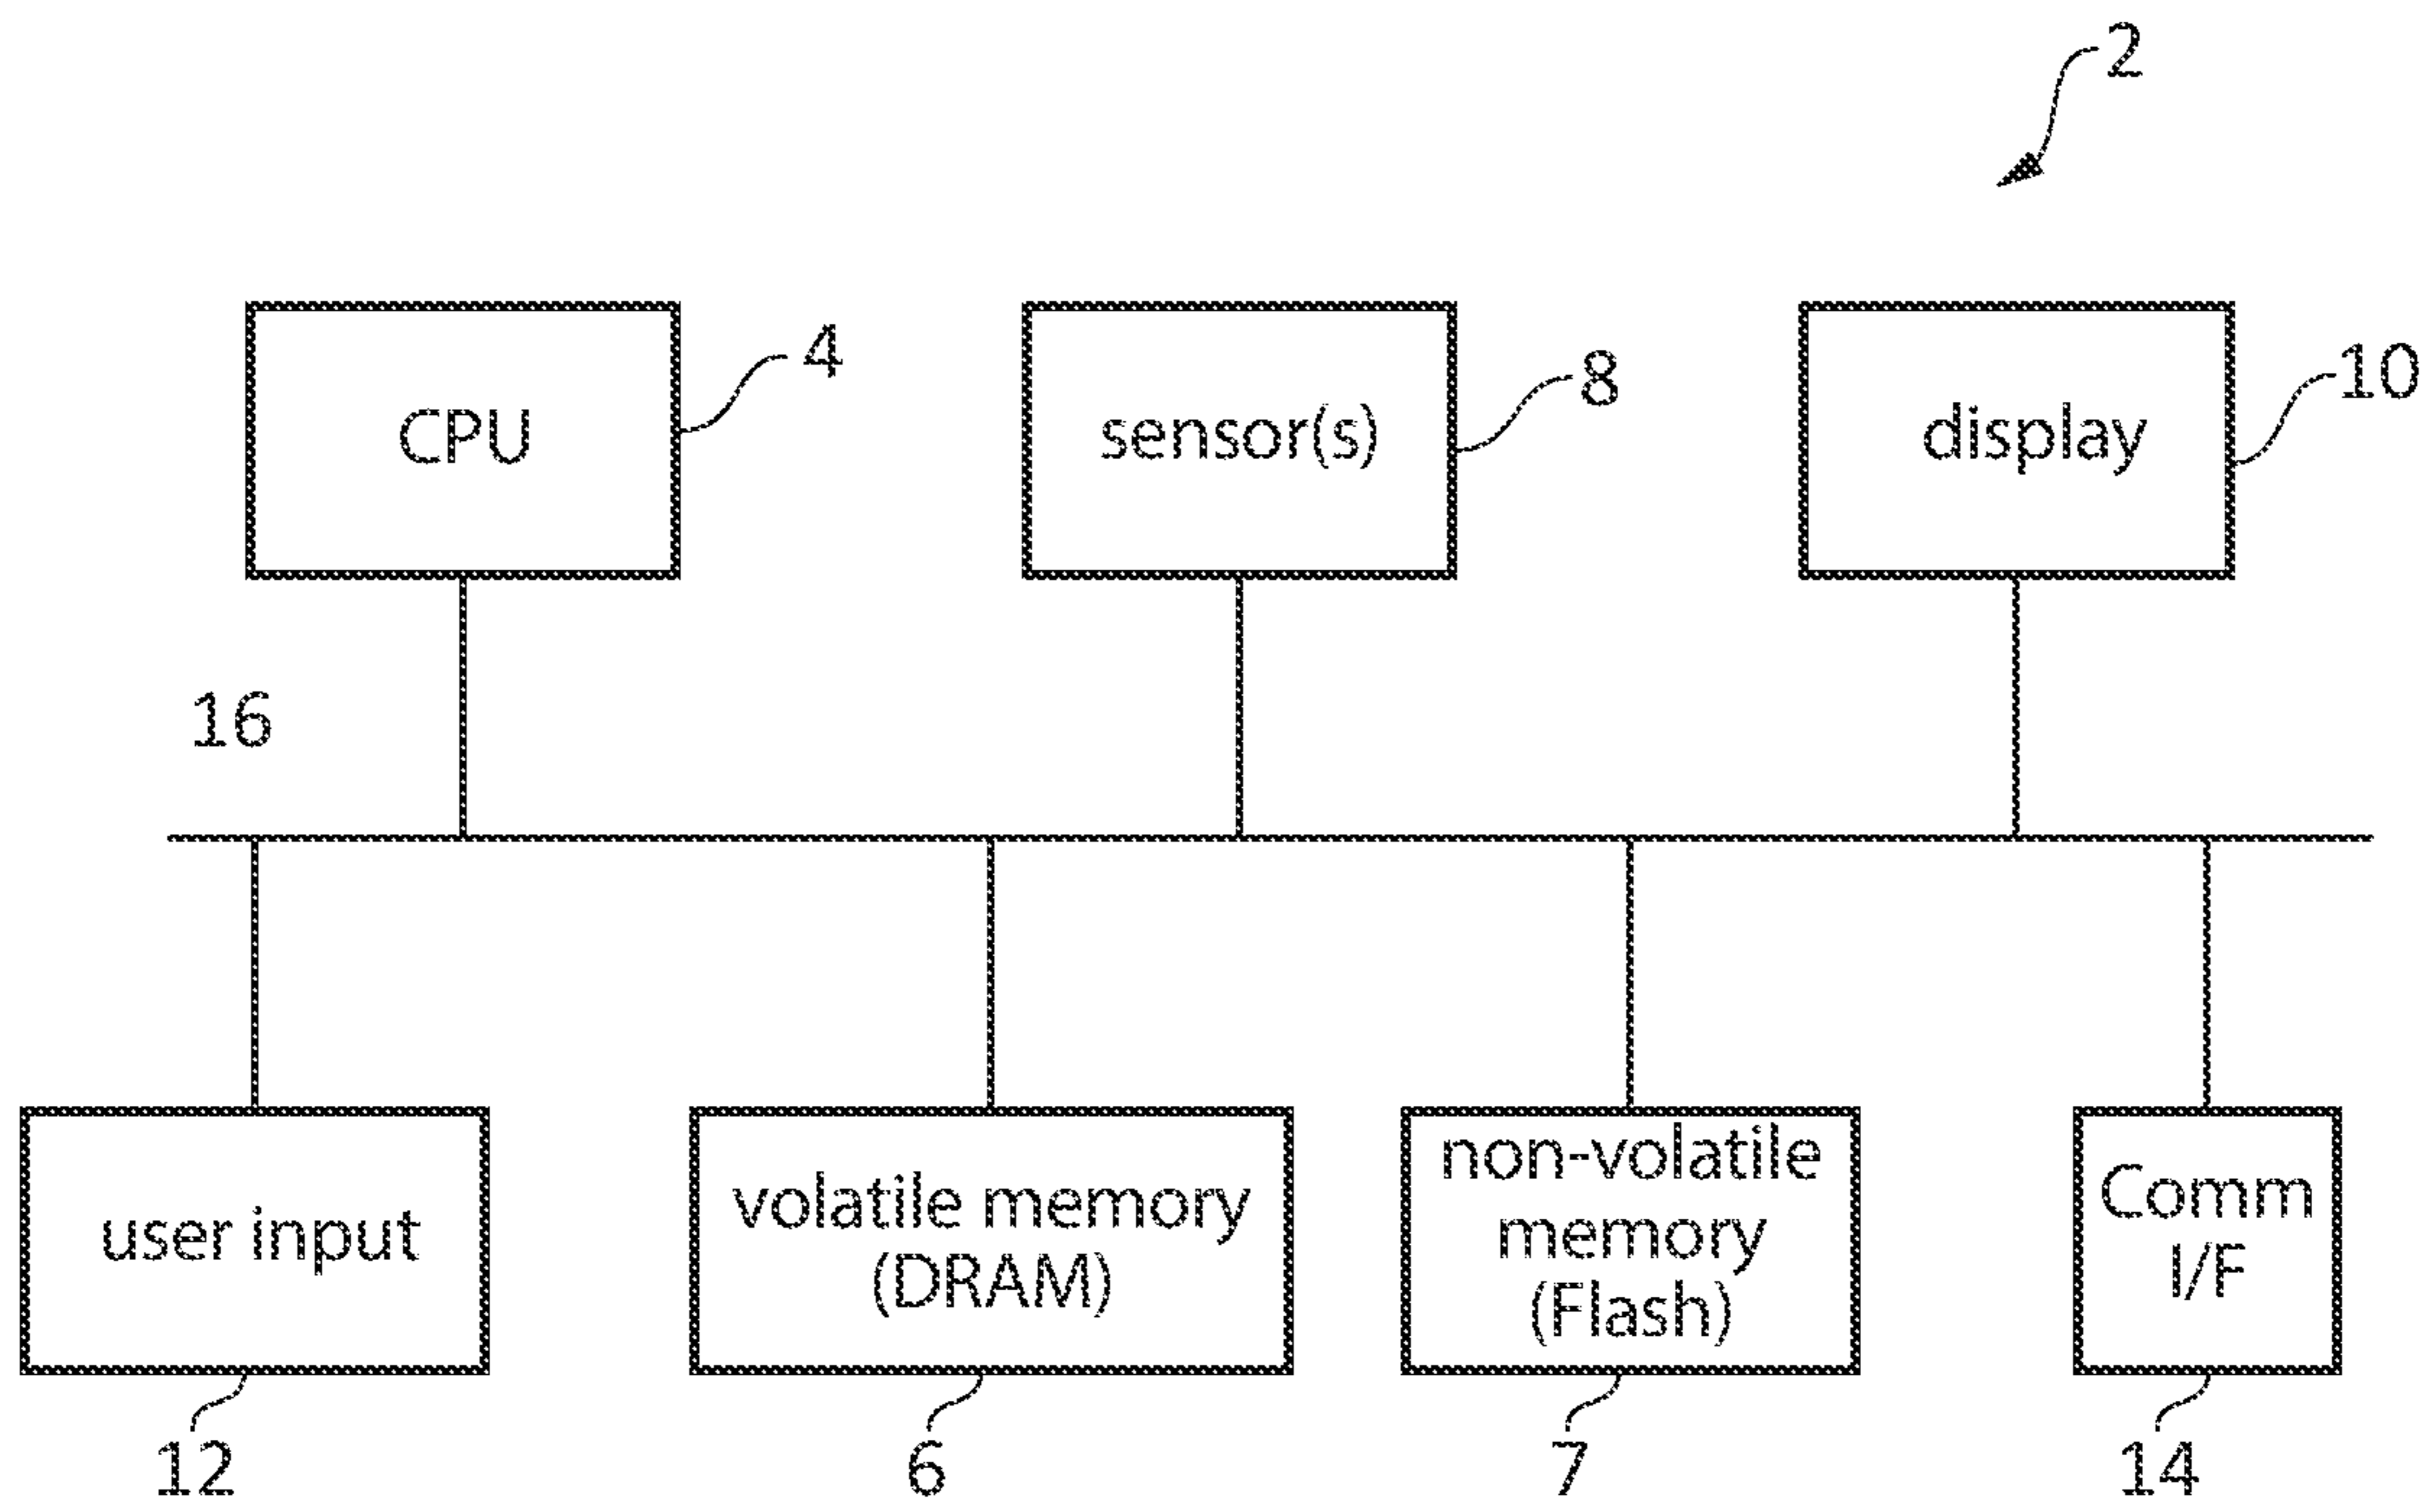 2
CPU
4
sensor(s)
8
display
10
16
user input
volatile memory
(DRAM)
non-volatile
memory
(Flash)
Comm
I/F
12
6
7
14